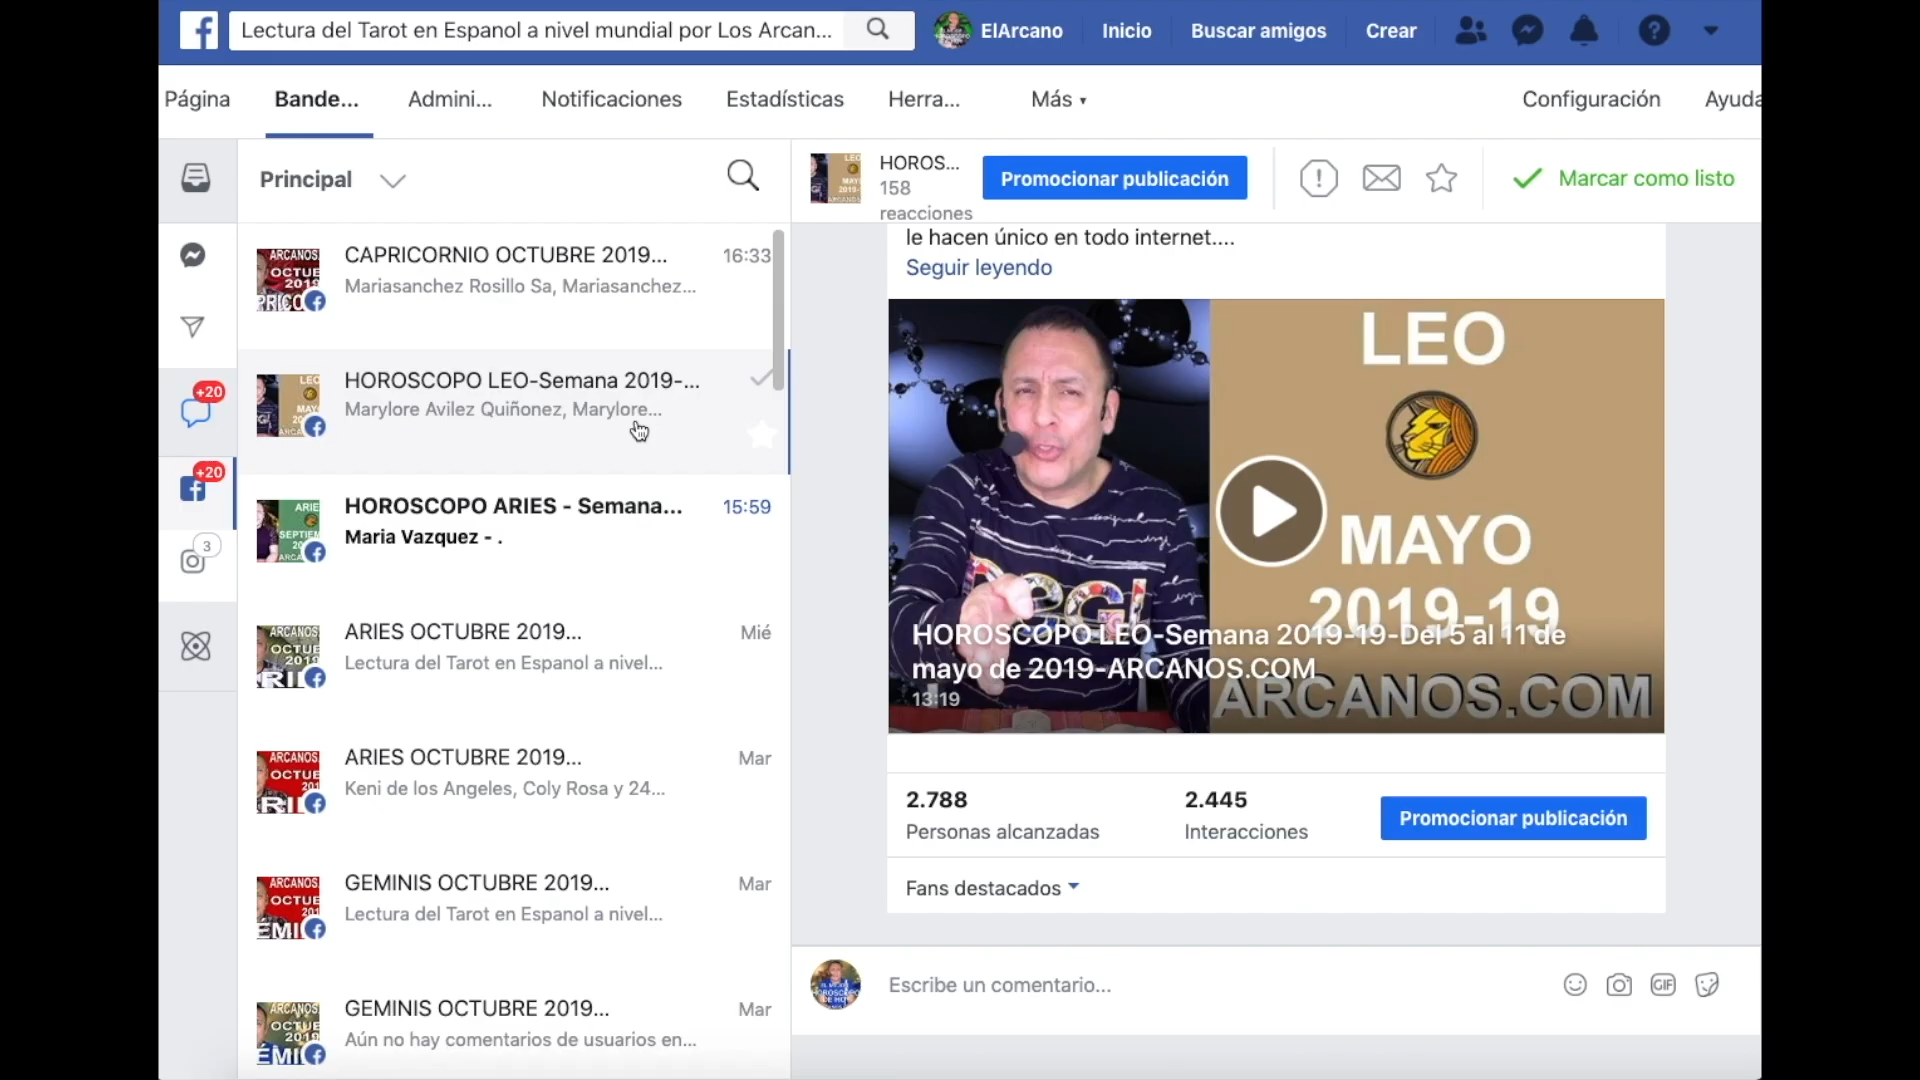 Lectura del Tarot en Espanol a nivel mundial por Los Arcan...
ElArcano
Inicio
Buscar amigos
Crear
Página
Bande...
Admini...
Notificaciones
Estadísticas
Herra...
Más
Configuración
Ayuda
Principal
HOROS...
158
reacciones
Promocionar publicación
Marcar como listo
+20
+20
3
CAPRICORNIO OCTUBRE 2019...
16:33
Mariasanchez Rosillo Sa, Mariasanchez...
HOROSCOPO LEO-Semana 2019-...
Marylore Avilez Quiñonez, Marylore...
HOROSCOPO ARIES - Semana...
15:59
Maria Vazquez - .
ARIES OCTUBRE 2019...
Mié
Lectura del Tarot en Espanol a nivel...
ARIES OCTUBRE 2019...
Mar
Keni de los Angeles, Coly Rosa y 24...
GEMINIS OCTUBRE 2019...
Mar
Lectura del Tarot en Espanol a nivel...
GEMINIS OCTUBRE 2019...
Mar
Aún no hay comentarios de usuarios en...
le hacen único en todo internet....
Seguir leyendo
LEO
MAYO
2019-19
ARCANOS.COM
HOROSCOPO LEO-Semana 2019-19-Del 5 al 11 de
mayo de 2019-ARCANOS.COM
13:19
2.788
Personas alcanzadas
2.445
Interacciones
Promocionar publicación
Fans destacados
Escribe un comentario...
GIF